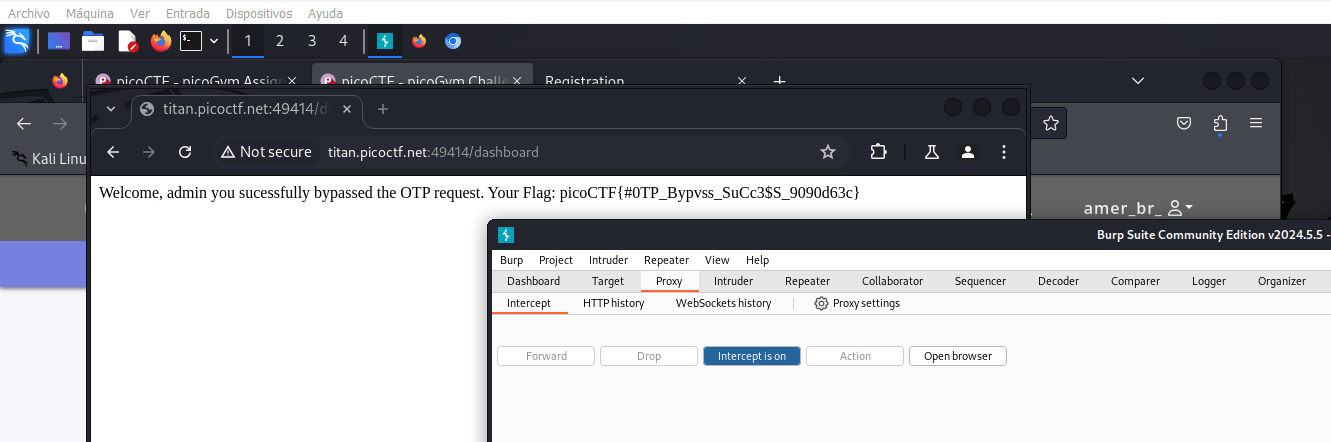 Archivo Máquina Ver Entrada Dispositivos Ayuda
1 2 3 4
picoCTF - picoGym Assig picoCTF - picoGym Challe Registration
titan.picoctf.net:49414/d
Kali Linu
Not secure titan.picoctf.net:49414/dashboard
Welcome, admin you sucessfully bypassed the OTP request. Your Flag: picoCTF{#0TP_Bypvss_SuCc3$S_9090d63c}
amer_br_
Burp Suite Community Edition v2024.5.5 -
Burp Project Intruder Repeater View Help
Dashboard Target Proxy Intruder Repeater Collaborator Sequencer Decoder Comparer Logger Organizer
Intercept HTTP history WebSockets history Proxy settings
Forward Drop Intercept is on Action Open browser